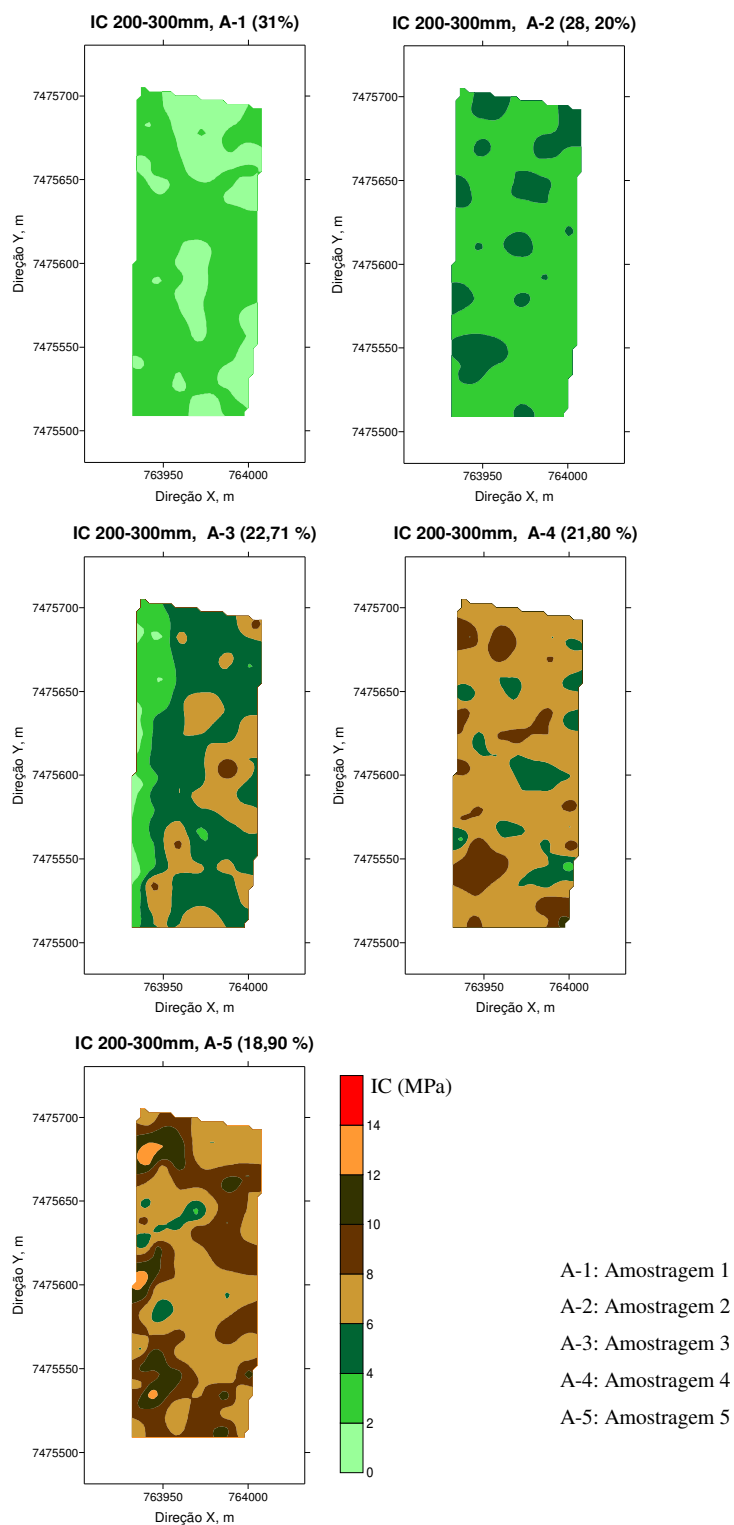 IC 200-300mm, A-1 (31%)
IC 200-300mm, A-2 (28, 20%)
7475700
7475650
7475600
7475550
7475500
Direção Y, m
763950
764000
Direção X, m
7475700
7475650
7475600
7475550
7475500
Direção Y, m
763950
764000
Direção X, m
IC 200-300mm, A-3 (22,71 %)
IC 200-300mm, A-4 (21,80 %)
7475700
7475650
7475600
7475550
7475500
Direção Y, m
763950
764000
Direção X, m
7475700
7475650
7475600
7475550
7475500
Direção Y, m
763950
764000
Direção X, m
IC 200-300mm, A-5 (18,90 %)
7475700
7475650
7475600
7475550
7475500
Direção Y, m
763950
764000
Direção X, m
IC (MPa)
14
12
10
8
6
4
2
0
A-1: Amostragem 1
A-2: Amostragem 2
A-3: Amostragem 3
A-4: Amostragem 4
A-5: Amostragem 5